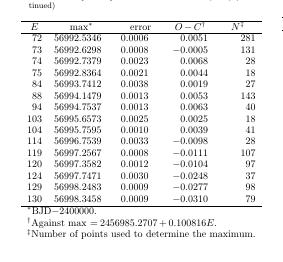 tinued)
E max* error O − C† N‡
72 56992.5346 0.0006 0.0051 281
73 56992.6298 0.0008 −0.0005 131
74 56992.7379 0.0023 0.0068 28
75 56992.8364 0.0021 0.0044 18
84 56993.7412 0.0038 0.0019 27
88 56994.1479 0.0013 0.0053 143
94 56994.7537 0.0013 0.0063 40
103 56995.6573 0.0025 0.0025 18
104 56995.7595 0.0010 0.0039 41
114 56996.7539 0.0033 −0.0098 28
119 56997.2567 0.0008 −0.0111 107
120 56997.3582 0.0012 −0.0104 97
124 56997.7471 0.0030 −0.0248 37
129 56998.2483 0.0009 −0.0277 98
130 56998.3458 0.0009 −0.0310 79
*BJD−2400000.
†Against max = 2456985.2707 + 0.100816E.
‡Number of points used to determine the maximum.